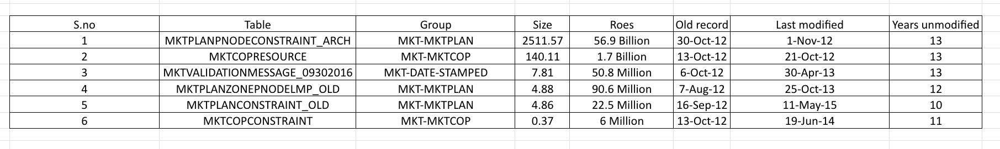 S.no Table Group Size Roes Old record Last modified Years unmodified
1 MKTPLANPNODECONSTRAINT_ARCH MKT-MKTPLAN 2511.57 56.9 Billion 30-Oct-12 1-Nov-12 13
2 MKTCOPRESOURCE MKT-MKTCOP 140.11 1.7 Billion 13-Oct-12 21-Oct-12 13
3 MKTVALIDATIONMESSAGE_09302016 MKT-DATE-STAMPED 7.81 50.8 Million 6-Oct-12 30-Apr-13 13
4 MKTPLANZONEPNODELMP_OLD MKT-MKTPLAN 4.88 90.6 Million 7-Aug-12 25-Oct-13 12
5 MKTPLANCONSTRAINT_OLD MKT-MKTPLAN 4.86 22.5 Million 16-Sep-12 11-May-15 10
6 MKTCOPCONSTRAINT MKT-MKTCOP 0.37 6 Million 13-Oct-12 19-Jun-14 11